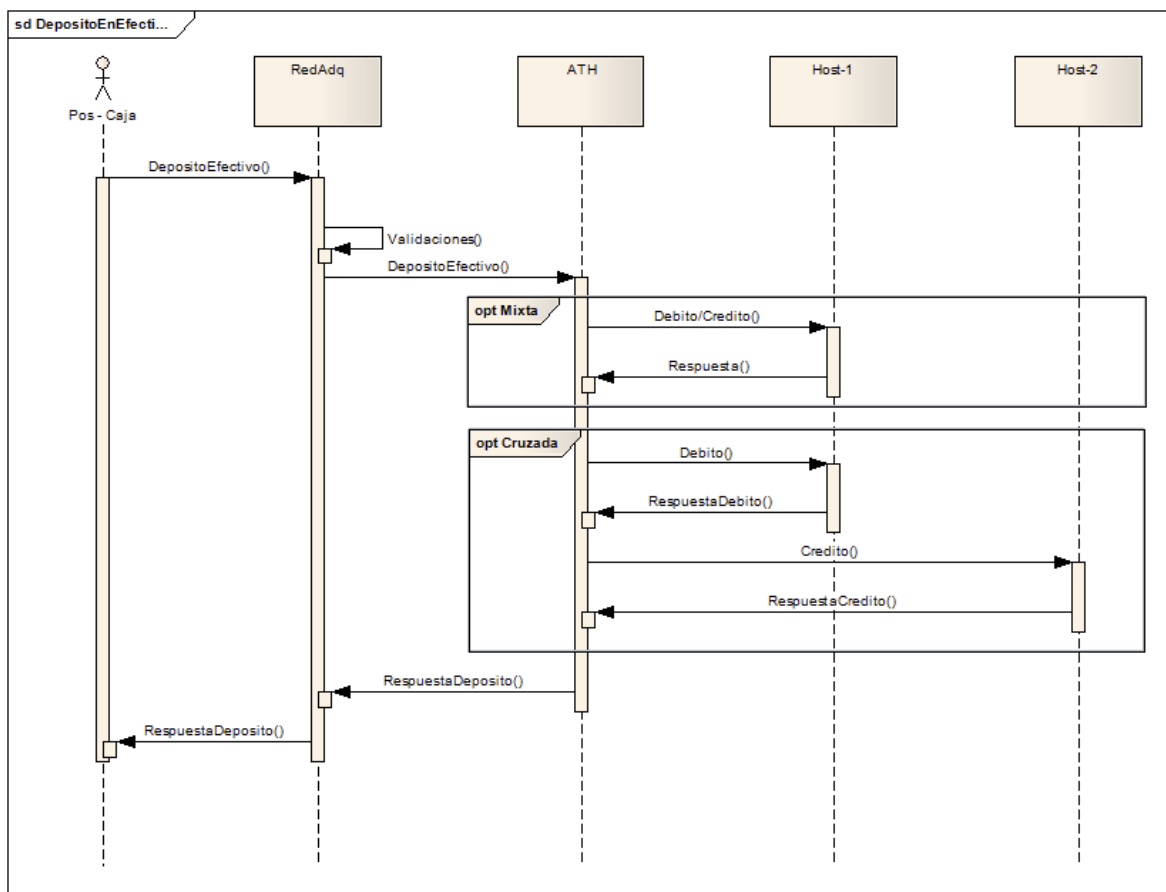 sd DepositoEnEfecti...
Pos - Caja
RedAdq
ATH
Host-1
Host-2
DepositoEfectivo()
Validaciones()
DepositoEfectivo()
opt Mixta
Debito/Credito()
Respuesta()
opt Cruzada
Debito()
RespuestaDebito()
Credito()
RespuestaCredito()
RespuestaDeposito()
RespuestaDeposito()